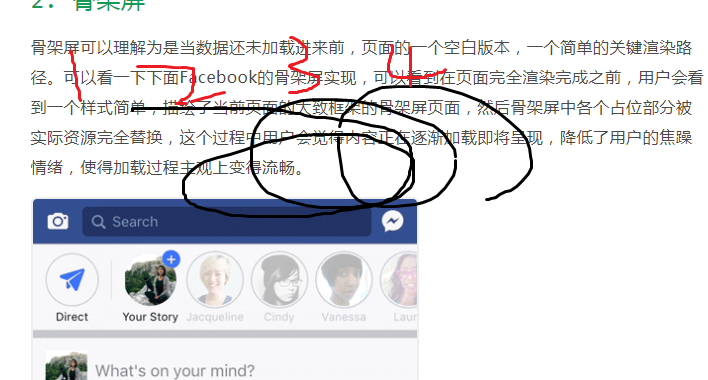 2. 骨架屏
骨架屏可以理解为是当数据还未加载进来前，页面的一个空白版本，一个简单的关键渲染路
径。可以看一下下面Facebook的骨架屏实现，可以看到在页面完全渲染完成之前，用户会看
到一个样式简单，描绘了当前页面的大致框架的骨架屏页面，然后骨架屏中各个占位部分被
实际资源完全替换，这个过程中用户会觉得内容正在逐渐加载即将呈现，降低了用户的焦躁
情绪，使得加载过程主观上变得流畅。
1 2 3 4
Search
Direct Your Story Jacqueline Cindy Vanessa Laur
What's on your mind?